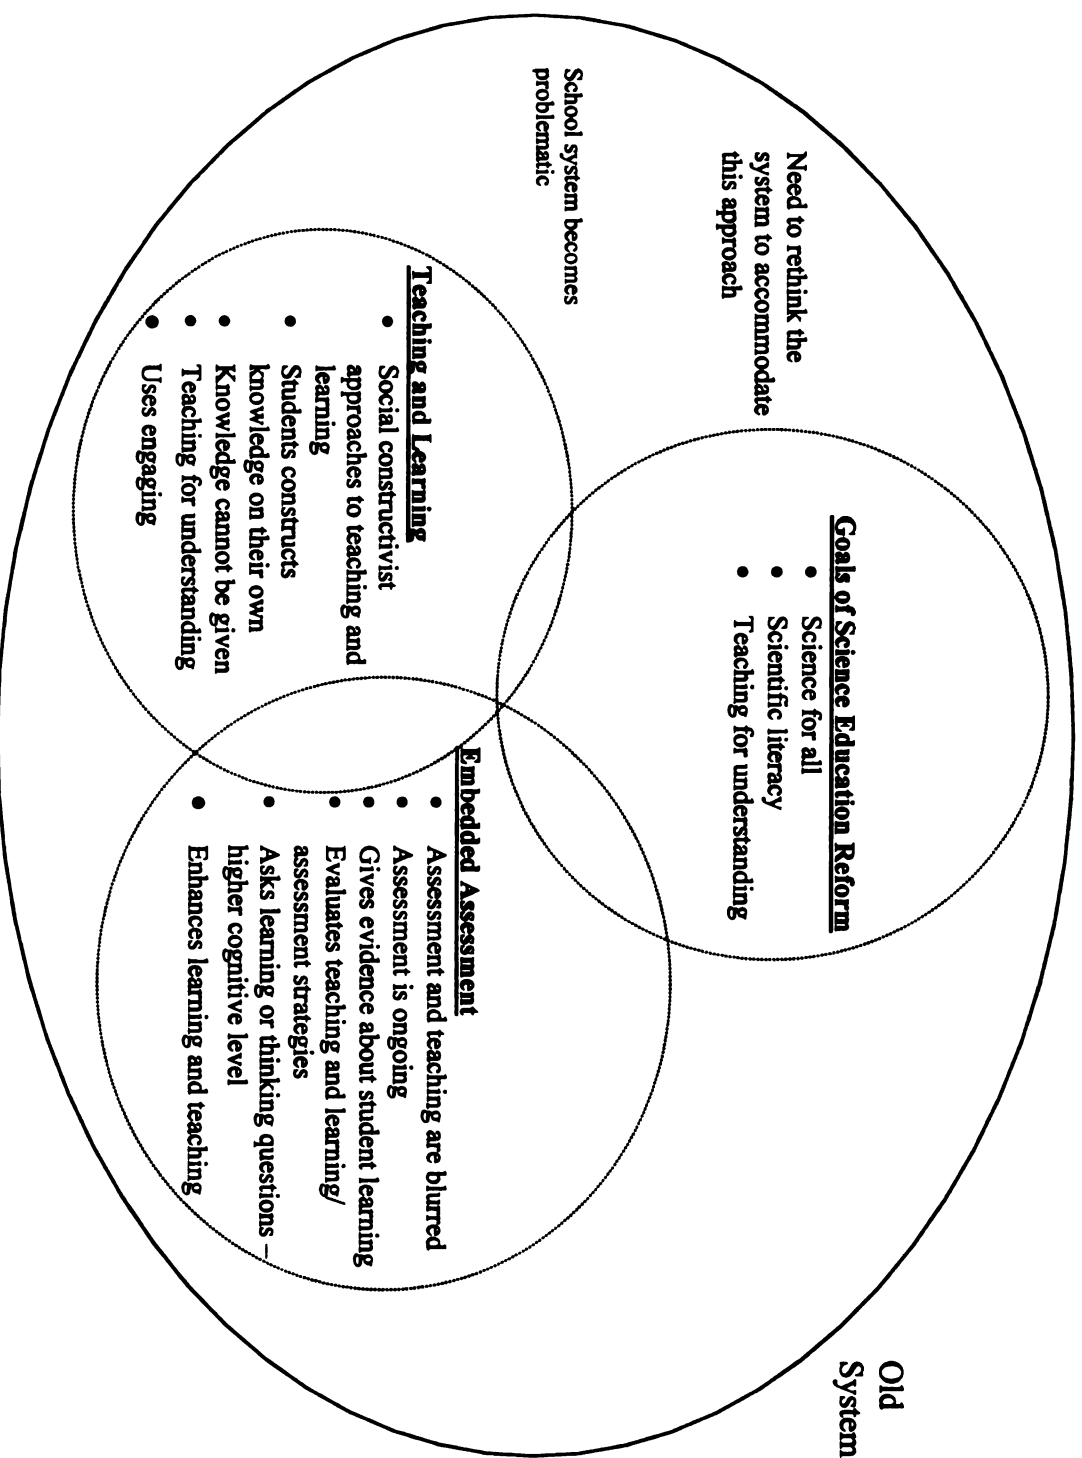 Old
System
Need to rethink the
system to accommodate
this approach
School system becomes
problematic
Goals of Science Education Reform
• Science for all
• Scientific literacy
• Teaching for understanding
Teaching and Learning
• Social constructivist
approaches to teaching and
learning
• Students constructs
knowledge on their own
• Knowledge cannot be given
• Teaching for understanding
• Uses engaging
Embedded Assessment
• Assessment and teaching are blurred
• Assessment is ongoing
• Gives evidence about student learning
• Evaluates teaching and learning/
assessment strategies
• Asks learning or thinking questions –
higher cognitive level
• Enhances learning and teaching